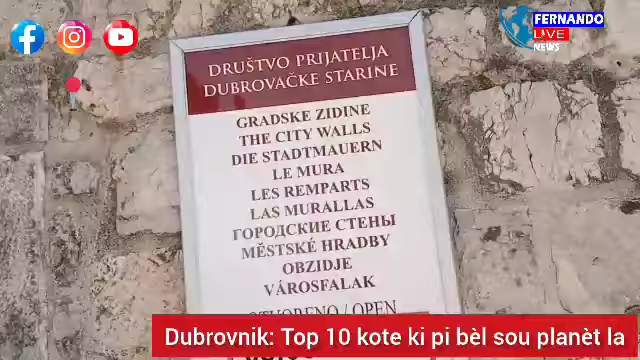 FERNANDO
LIVE
NEWS
DRUŠTVO PRIJATELJA
DUBROVAČKE STARINE
GRADSKE ZIDINE
THE CITY WALLS
DIE STADTMAUERN
LE MURA
LES REMPARTS
LAS MURALLAS
ГОРОДСКИЕ СТЕНЫ
MĚSTSKÉ HRADBY
OBZIDJE
VÁROSFALAK
OTVORENO / OPEN
Dubrovnik: Top 10 kote ki pi bèl sou planèt la